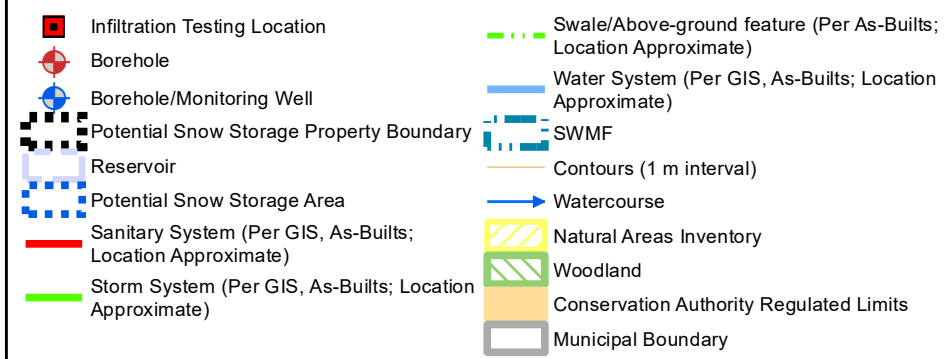 Infiltration Testing Location
Borehole
Borehole/Monitoring Well
Potential Snow Storage Property Boundary
Reservoir
Potential Snow Storage Area
Sanitary System (Per GIS, As-Builts;
Location Approximate)
Storm System (Per GIS, As-Builts; Location
Approximate)
Swale/Above-ground feature (Per As-Builts;
Location Approximate)
Water System (Per GIS, As-Builts; Location
Approximate)
SWMF
Contours (1 m interval)
Watercourse
Natural Areas Inventory
Woodland
Conservation Authority Regulated Limits
Municipal Boundary